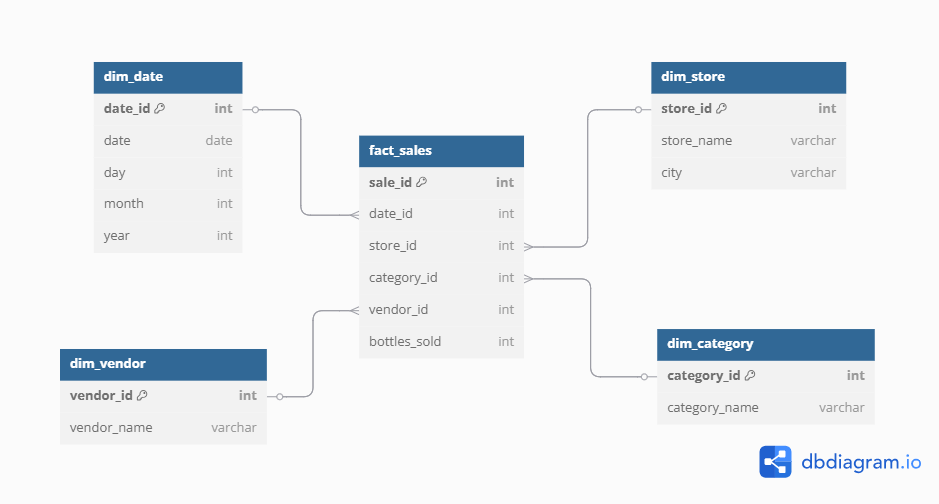 dim_date
date_id int
date date
day int
month int
year int
fact_sales
sale_id int
date_id int
store_id int
category_id int
vendor_id int
bottles_sold int
dim_store
store_id int
store_name varchar
city varchar
dim_vendor
vendor_id int
vendor_name varchar
dim_category
category_id int
category_name varchar
dbdiagram.io